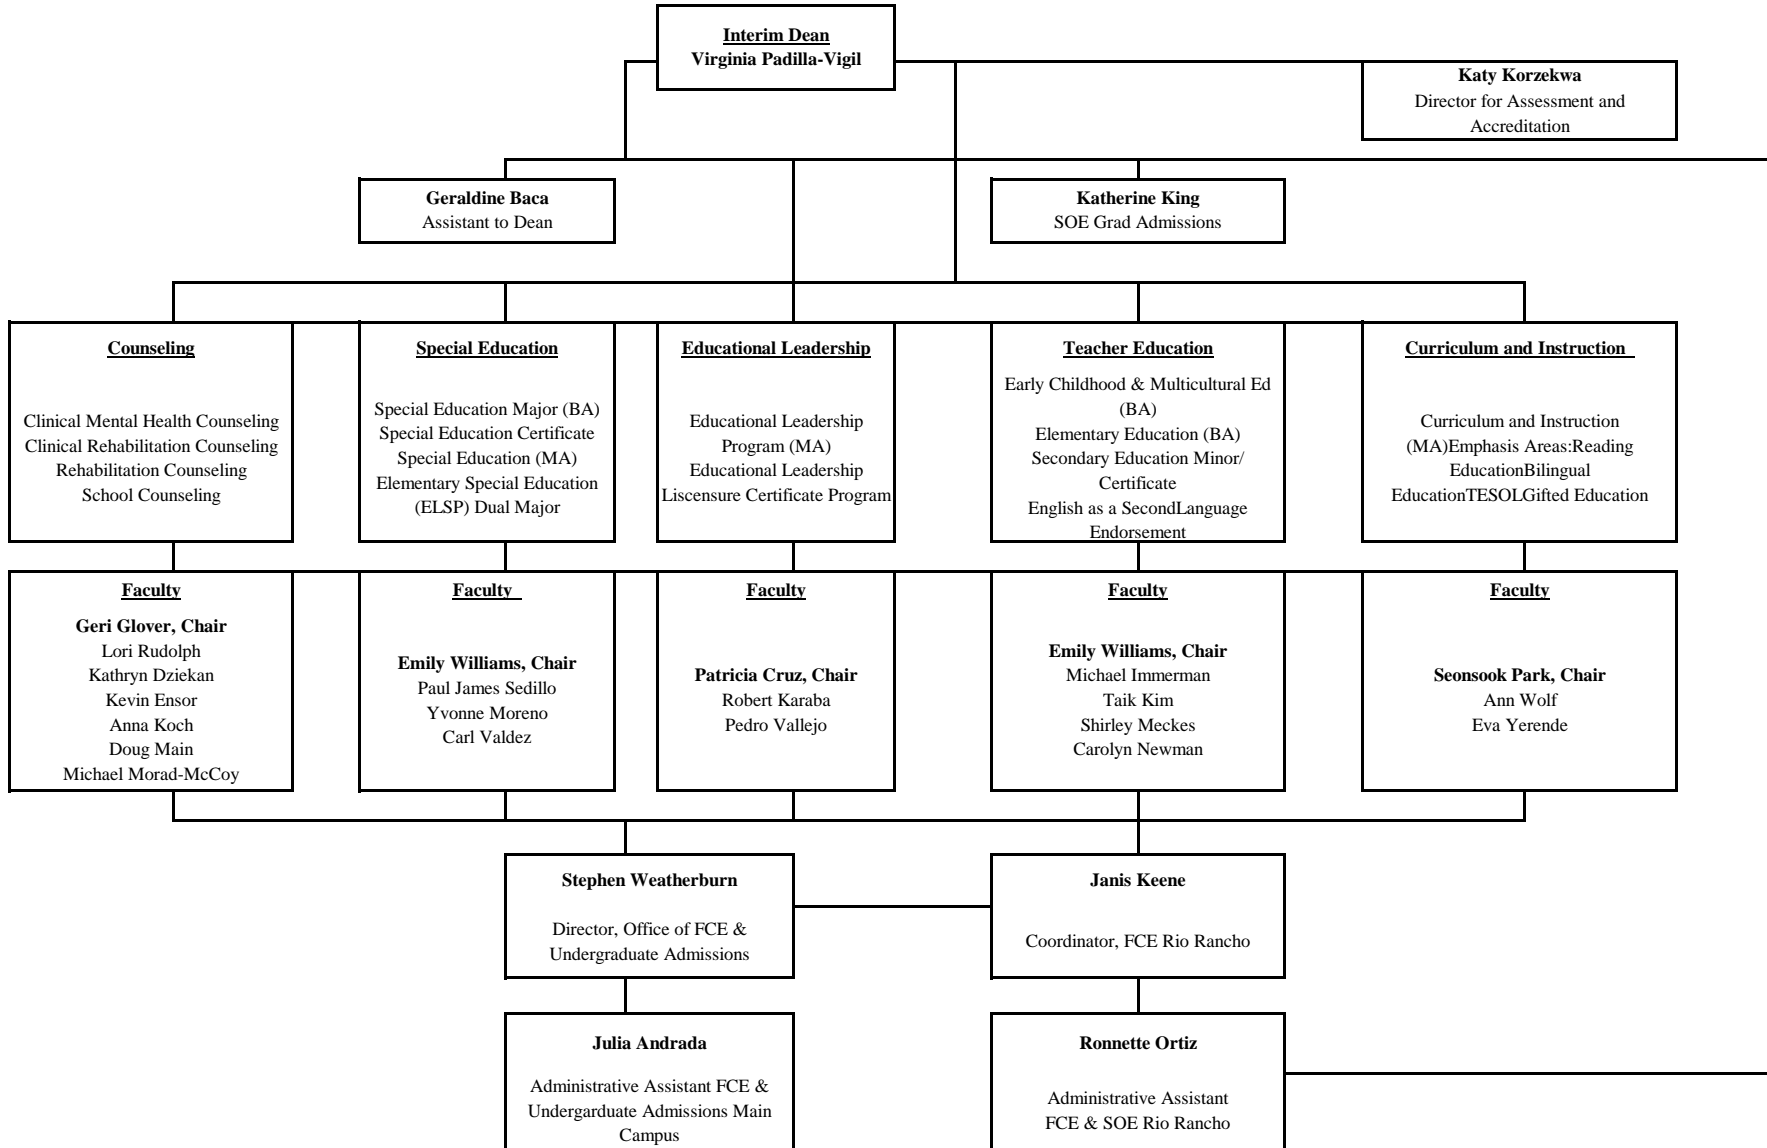 Interim Dean
Virginia Padilla-Vigil
Katy Korzekwa
Director for Assessment and
Accreditation
Geraldine Baca
Assistant to Dean
Katherine King
SOE Grad Admissions
Counseling
Clinical Mental Health Counseling
Clinical Rehabilitation Counseling
Rehabilitation Counseling
School Counseling
Special Education
Special Education Major (BA)
Special Education Certificate
Special Education (MA)
Elementary Special Education
(ELSP) Dual Major
Educational Leadership
Educational Leadership
Program (MA)
Educational Leadership
Liscensure Certificate Program
Teacher Education
Early Childhood & Multicultural Ed
(BA)
Elementary Education (BA)
Secondary Education Minor/
Certificate
English as a SecondLanguage
Endorsement
Curriculum and Instruction
Curriculum and Instruction
(MA)Emphasis Areas:Reading
EducationBilingual
EducationTESOLGifted Education
Faculty
Geri Glover, Chair
Lori Rudolph
Kathryn Dziekan
Kevin Ensor
Anna Koch
Doug Main
Michael Morad-McCoy
Faculty
Emily Williams, Chair
Paul James Sedillo
Yvonne Moreno
Carl Valdez
Faculty
Patricia Cruz, Chair
Robert Karaba
Pedro Vallejo
Faculty
Emily Williams, Chair
Michael Immerman
Taik Kim
Shirley Meckes
Carolyn Newman
Faculty
Seonsook Park, Chair
Ann Wolf
Eva Yerende
Stephen Weatherburn
Director, Office of FCE &
Undergraduate Admissions
Janis Keene
Coordinator, FCE Rio Rancho
Julia Andrada
Administrative Assistant FCE &
Undergarduate Admissions Main
Campus
Ronnette Ortiz
Administrative Assistant
FCE & SOE Rio Rancho